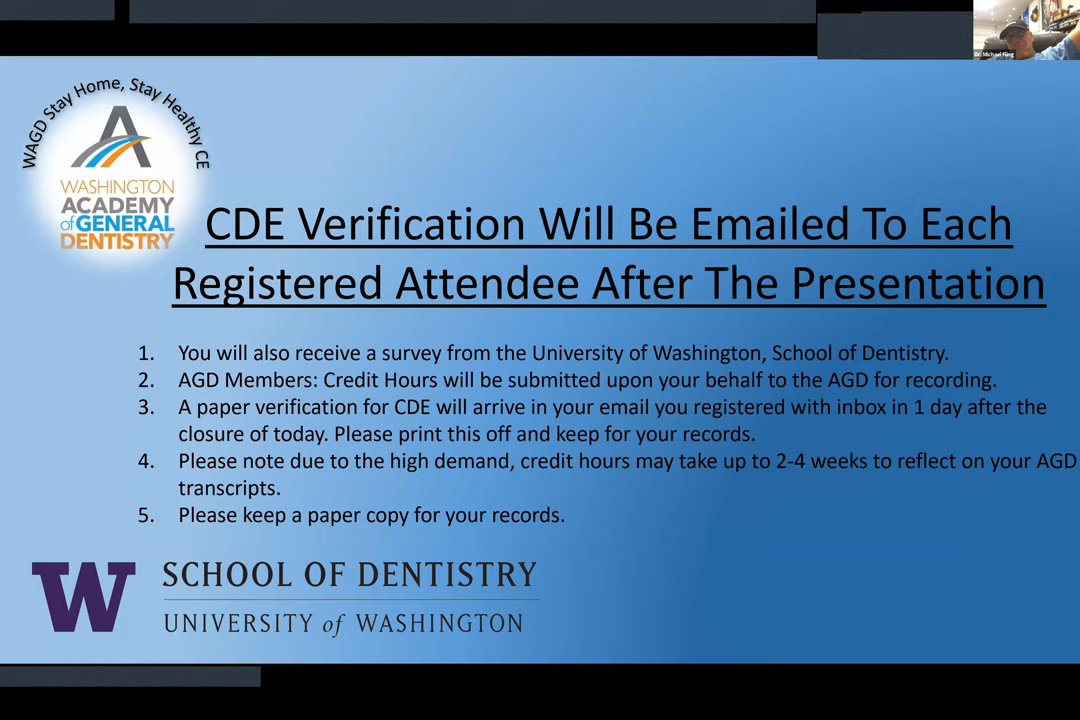 Dr. Michael Fling
WAGD Stay Home, Stay Healthy CE
WASHINGTON
ACADEMY
of GENERAL
DENTISTRY
CDE Verification Will Be Emailed To Each
Registered Attendee After The Presentation
1. You will also receive a survey from the University of Washington, School of Dentistry.
2. AGD Members: Credit Hours will be submitted upon your behalf to the AGD for recording.
3. A paper verification for CDE will arrive in your email you registered with inbox in 1 day after the
closure of today. Please print this off and keep for your records.
4. Please note due to the high demand, credit hours may take up to 2-4 weeks to reflect on your AGD
transcripts.
5. Please keep a paper copy for your records.
W
SCHOOL OF DENTISTRY
UNIVERSITY of WASHINGTON